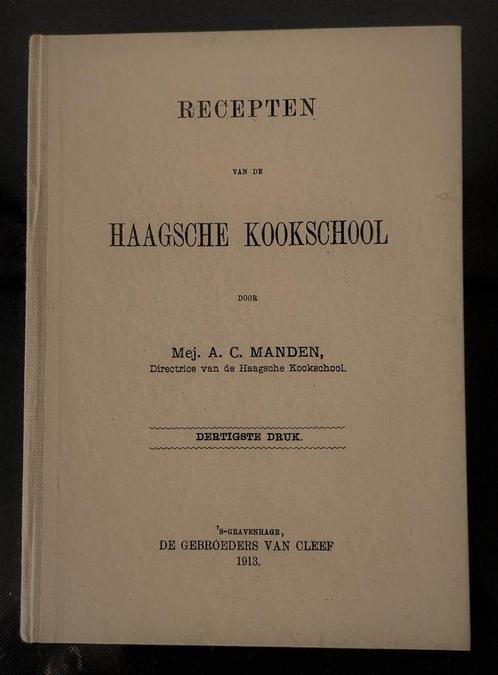 RECEPTEN
VAN DE
HAAGSCHE KOOKSCHOOL
DOOR
Mej. A. C. MANDEN,
Directrice van de Haagsche Kookschool.
DERTIGSTE DRUK.
'S-GRAVENHAGE,
DE GEBROEDERS VAN CLEEF
1913.